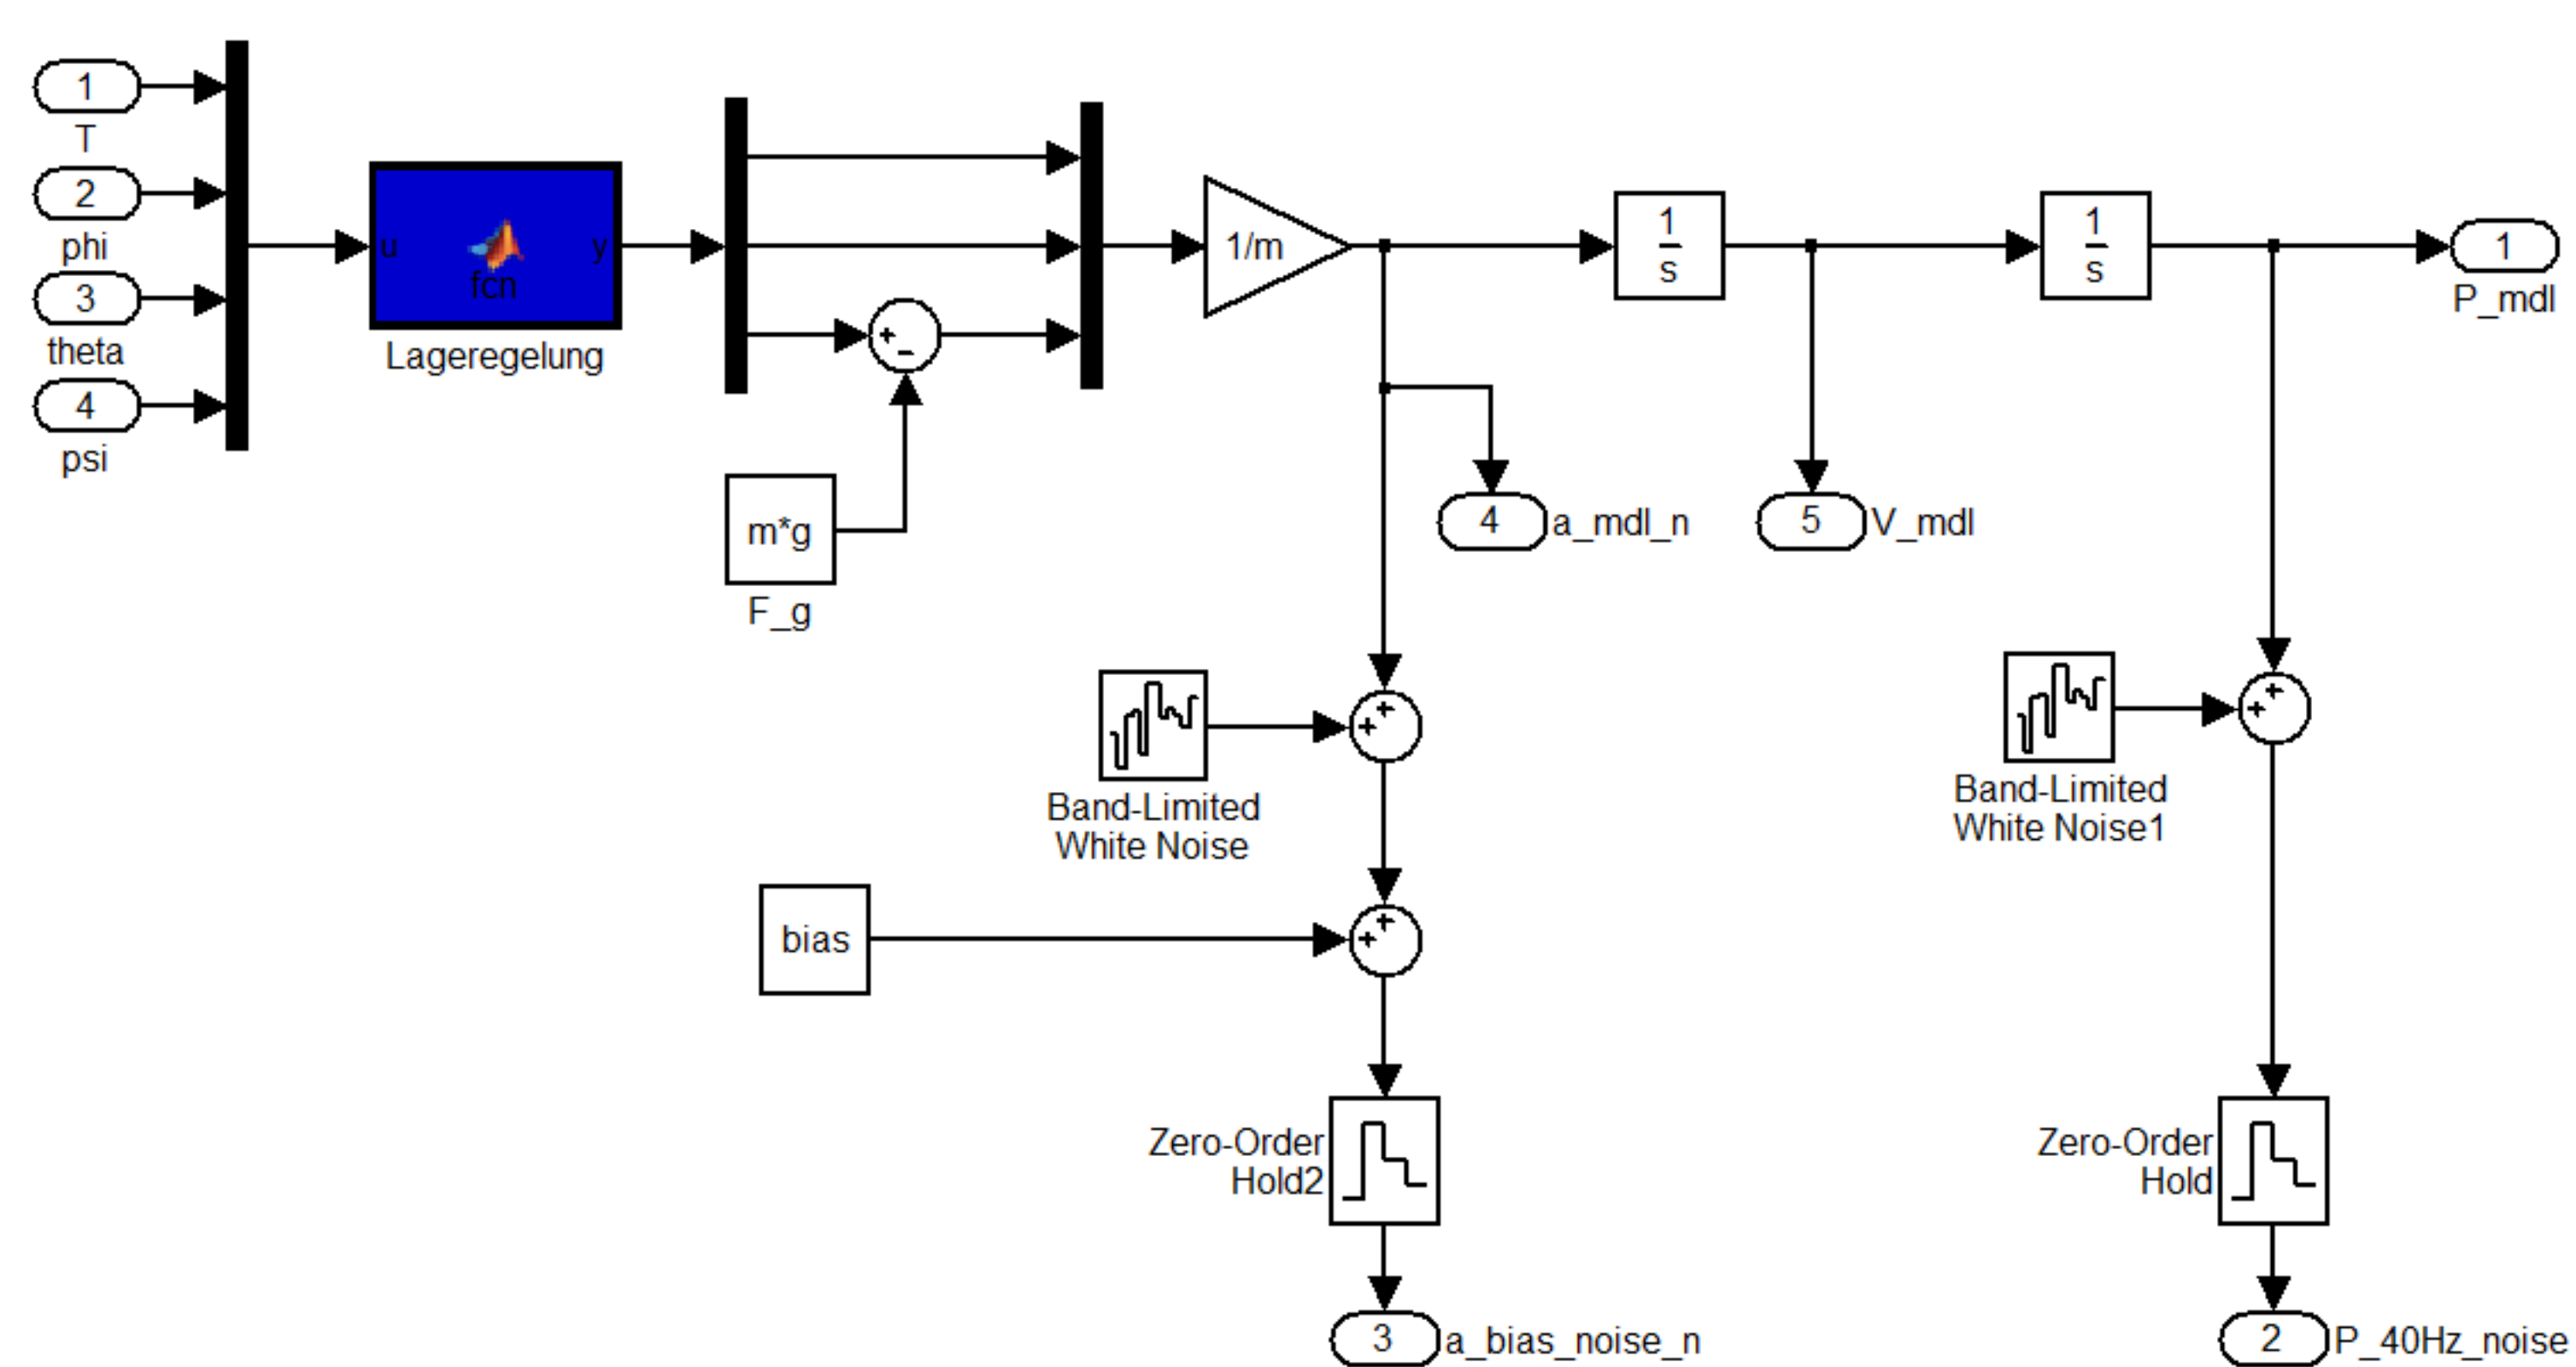 1
T
2
phi
3
theta
4
psi
u
fcn
y
Lageregelung
+
−
m*g
F_g
1/m
1
s
1
s
1
P_mdl
4
a_mdl_n
5
V_mdl
+
+
Band-Limited
White Noise
+
+
Band-Limited
White Noise1
bias
+
+
Zero-Order
Hold2
Zero-Order
Hold
3
a_bias_noise_n
2
P_40Hz_noise